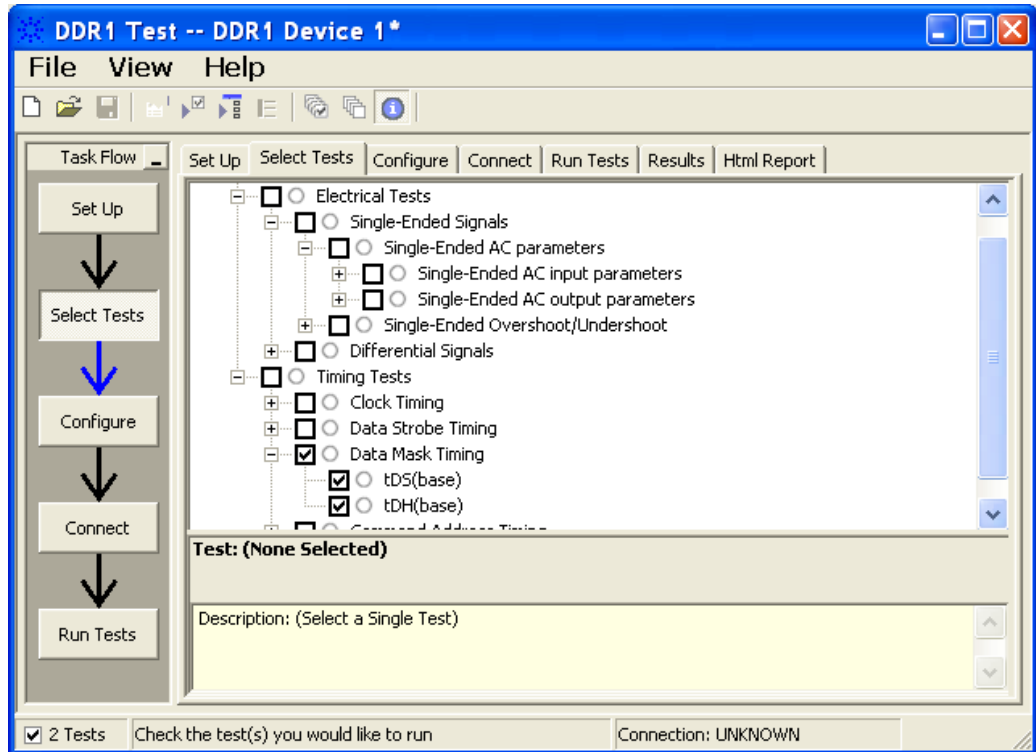 DDR1 Test -- DDR1 Device 1*
File View Help
Task Flow
Set Up
Select Tests
Configure
Connect
Run Tests
Set Up Select Tests Configure Connect Run Tests Results Html Report
Electrical Tests
Single-Ended Signals
Single-Ended AC parameters
Single-Ended AC input parameters
Single-Ended AC output parameters
Single-Ended Overshoot/Undershoot
Differential Signals
Timing Tests
Clock Timing
Data Strobe Timing
Data Mask Timing
tDS(base)
tDH(base)
Command Address Timing
Test: (None Selected)
Description: (Select a Single Test)
2 Tests Check the test(s) you would like to run Connection: UNKNOWN